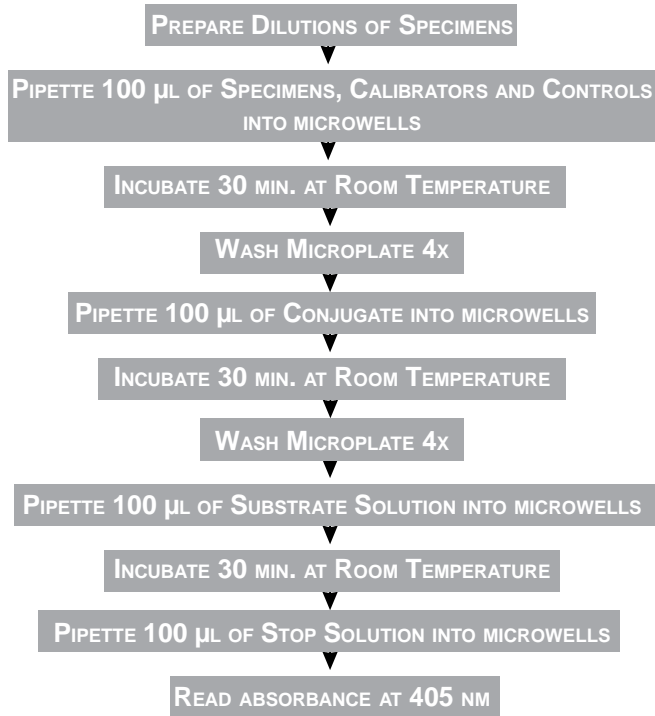 Prepare Dilutions of Specimens
Pipette 100 µl of Specimens, Calibrators and Controls
into microwells
Incubate 30 min. at Room Temperature
Wash Microplate 4x
Pipette 100 µl of Conjugate into microwells
Incubate 30 min. at Room Temperature
Wash Microplate 4x
Pipette 100 µl of Substrate Solution into microwells
Incubate 30 min. at Room Temperature
Pipette 100 µl of Stop Solution into microwells
Read absorbance at 405 nm